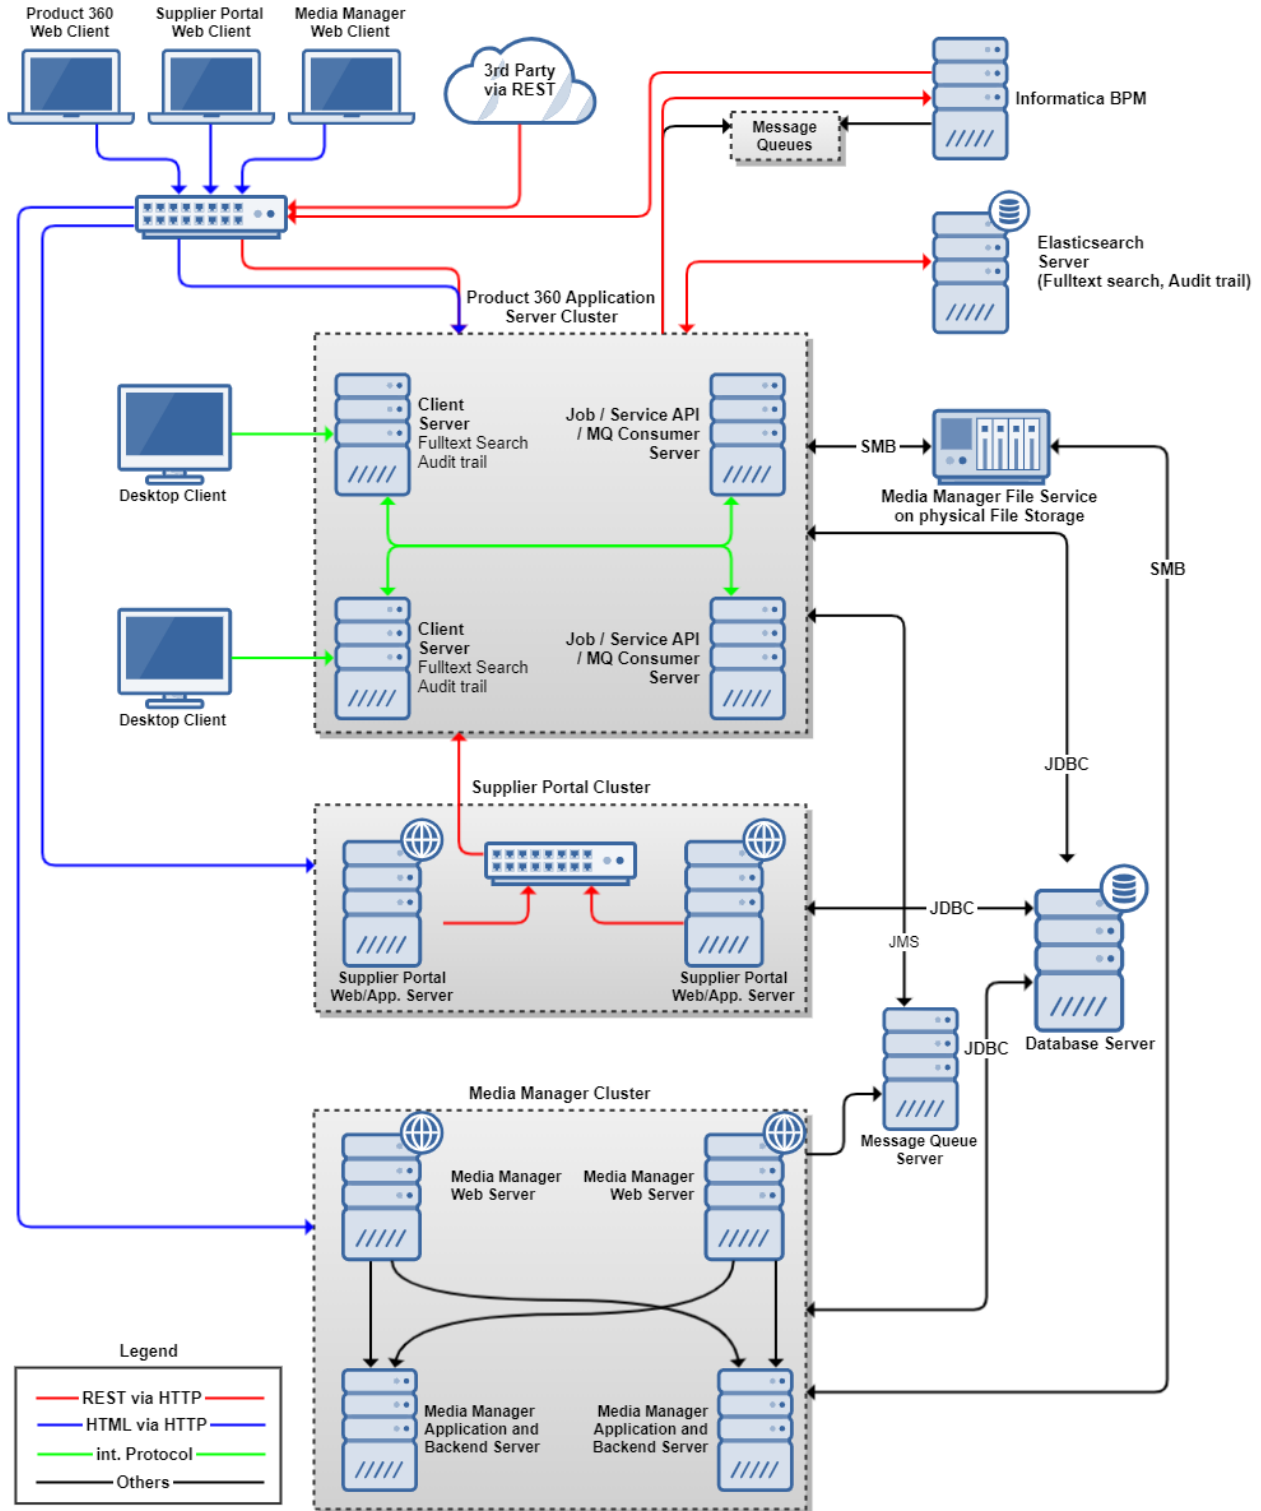 Product 360
Web Client
Supplier Portal
Web Client
Media Manager
Web Client
3rd Party
via REST
Message
Queues
Informatica BPM
Elasticsearch
Server
(Fulltext search, Audit trail)
Product 360 Application
Server Cluster
Client
Server
Fulltext Search
Audit trail
Job / Service API
/ MQ Consumer
Server
Desktop Client
SMB
Media Manager File Service
on physical File Storage
SMB
Client
Server
Fulltext Search
Audit trail
Job / Service API
/ MQ Consumer
Server
Desktop Client
JDBC
Supplier Portal Cluster
Supplier Portal
Web/App. Server
Supplier Portal
Web/App. Server
JDBC
JMS
JDBC
Database Server
Media Manager Cluster
Message Queue
Server
Media Manager
Web Server
Media Manager
Web Server
Media Manager
Application and
Backend Server
Media Manager
Application and
Backend Server
Legend
REST via HTTP
HTML via HTTP
int. Protocol
Others